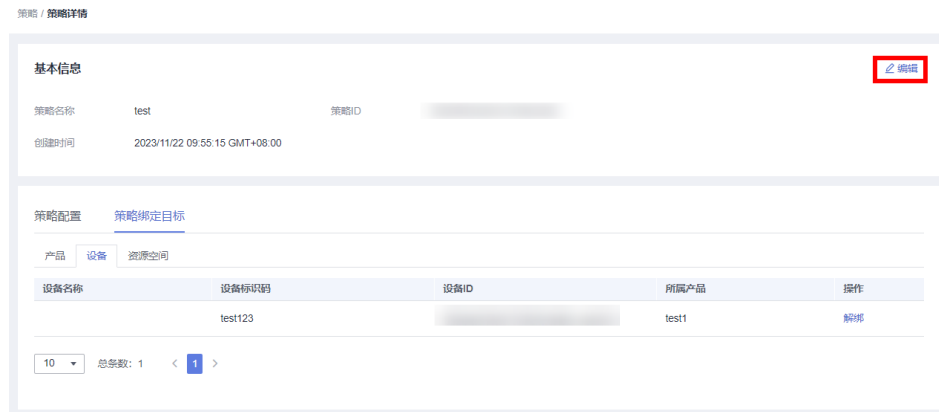 策略 / 策略详情
基本信息
编辑
策略名称 test 策略ID
创建时间 2023/11/22 09:55:15 GMT+08:00
策略配置 策略绑定目标
产品 设备 资源空间
设备名称 设备标识码 设备ID 所属产品 操作
test123 test1 解绑
10 总条数：1 < 1 >